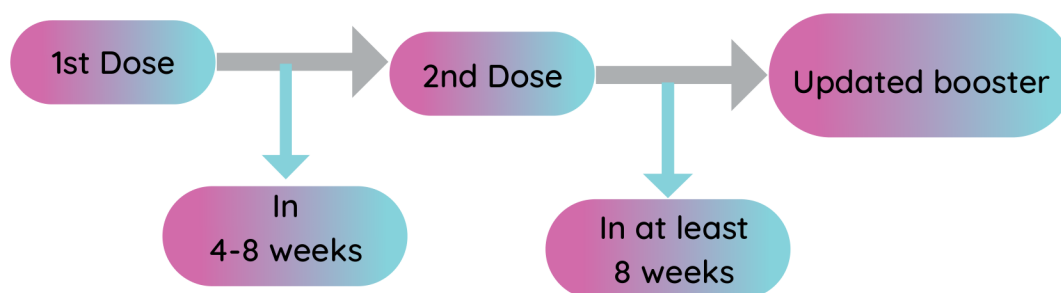 1st Dose
2nd Dose
Updated booster
In
4-8 weeks
In at least
8 weeks